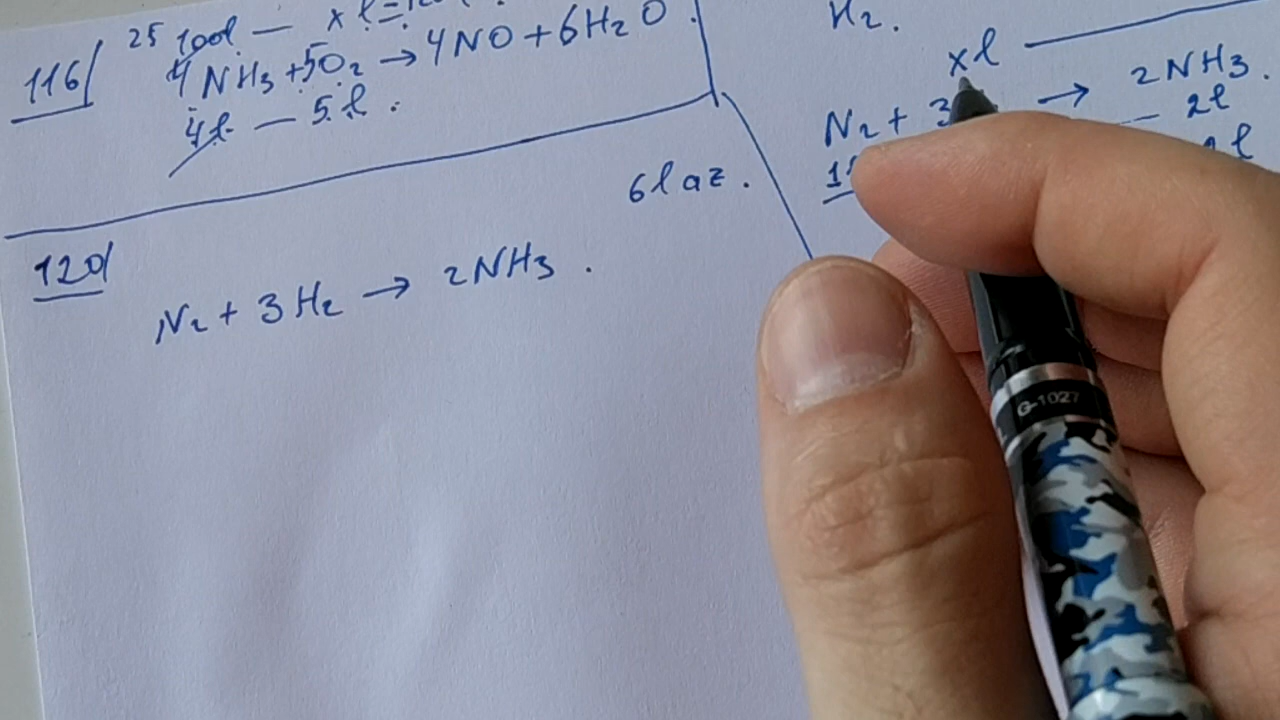 25 100l — x l = 12
116/ 4NH₃ + 5O₂ → 4NO + 6H₂O.
4l — 5l.
6l az.
120/
N₂ + 3H₂ → 2NH₃.
H₂.
x l
N₂ + 3 → 2NH₃.
2l
l
G-1027